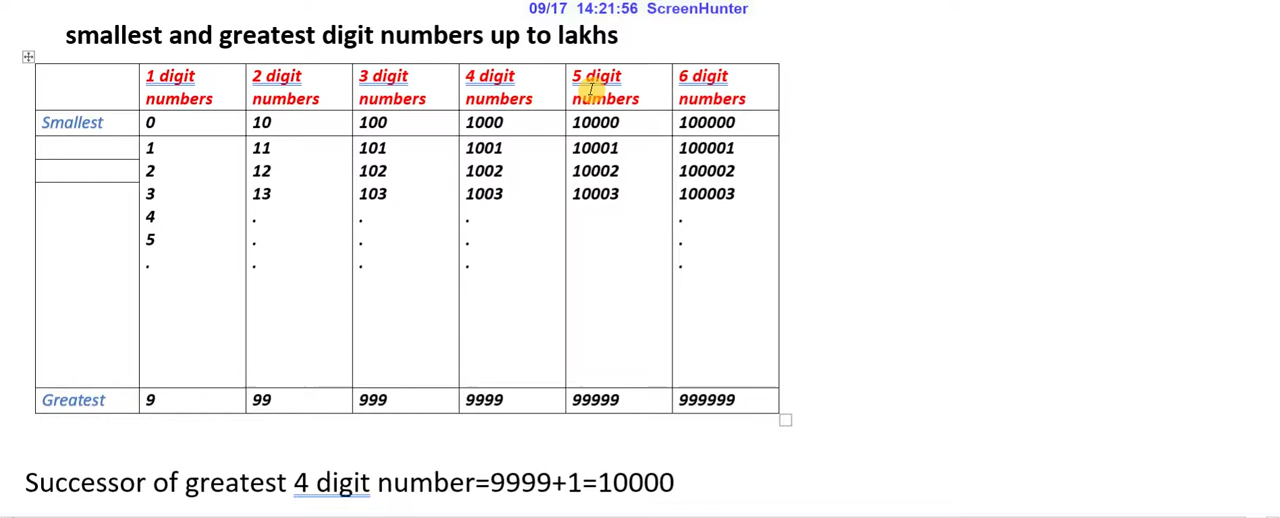 09/17 14:21:56 ScreenHunter
smallest and greatest digit numbers up to lakhs
1 digit numbers 2 digit numbers 3 digit numbers 4 digit numbers 5 digit numbers 6 digit numbers
Smallest 0 10 100 1000 10000 100000
1 11 101 1001 10001 100001
2 12 102 1002 10002 100002
3 13 103 1003 10003 100003
4 . . . .
5 . . . .
. . . . .
Greatest 9 99 999 9999 99999 999999
Successor of greatest 4 digit number=9999+1=10000